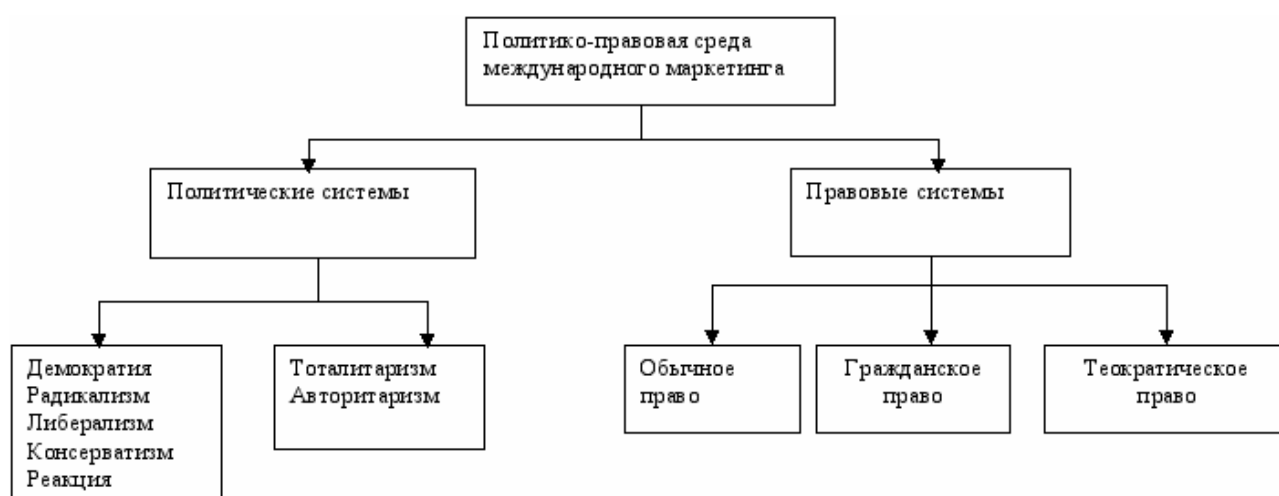 Политико-правовая среда
международного маркетинга
Политические системы
Правовые системы
Демократия
Радикализм
Либерализм
Консерватизм
Реакция
Тоталитаризм
Авторитаризм
Обычное
право
Гражданское
право
Теократическое
право